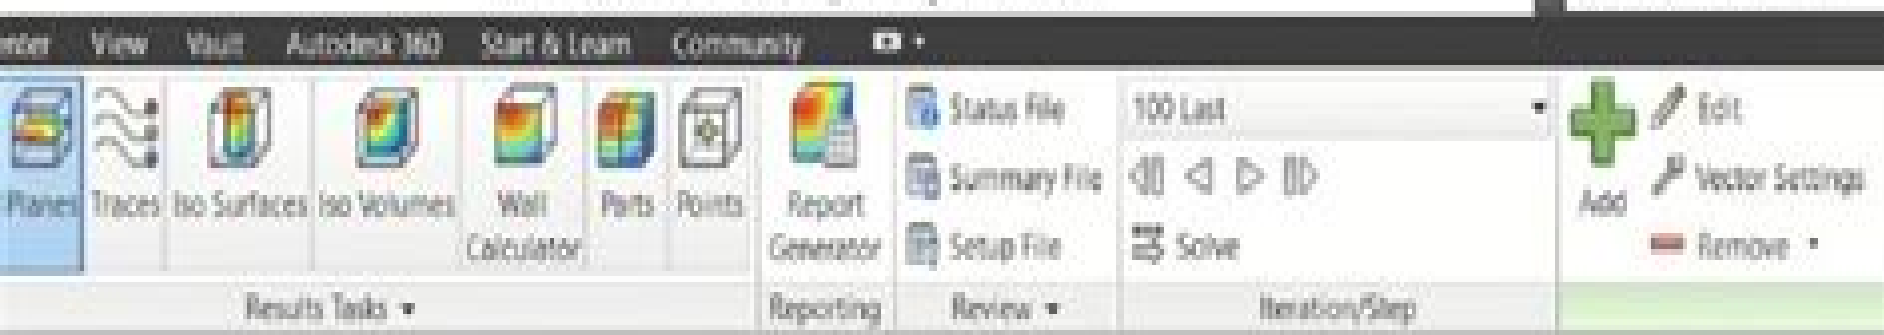 View Vault Autodesk 360 Start & Learn Community
Planes Traces Iso Surfaces Iso Volumes Wall Calculator Parts Points
Report Generator
Status File
Summary File
Setup File
100 Last
Solve
Add
Edit
Vector Settings
Remove
Results Tasks Reporting Review Iteration/Step